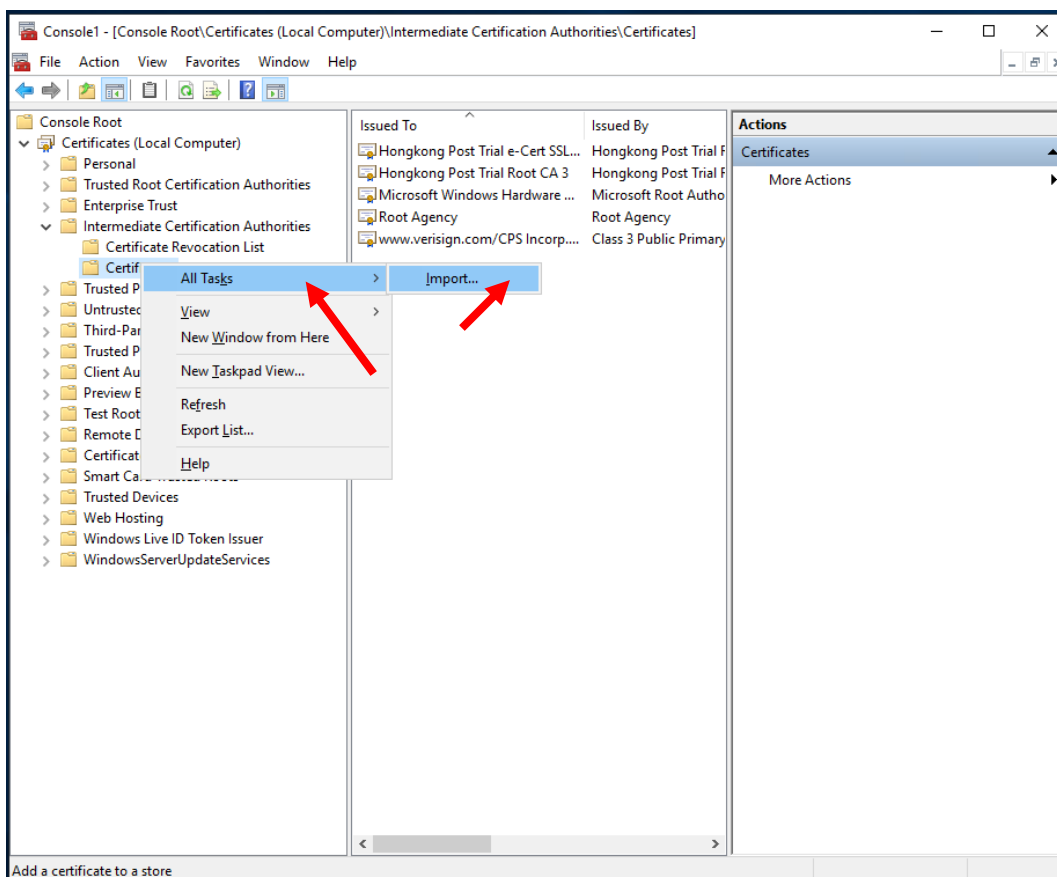 Console1 - [Console Root\Certificates (Local Computer)\Intermediate Certification Authorities\Certificates]
File Action View Favorites Window Help
Console Root
Certificates (Local Computer)
Personal
Trusted Root Certification Authorities
Enterprise Trust
Intermediate Certification Authorities
Certificate Revocation List
Certif
Trusted P
Untrusted
Third-Par
Trusted P
Client Au
Preview B
Test Root
Remote D
Certificat
Smart Card Trusted Roots
Trusted Devices
Web Hosting
Windows Live ID Token Issuer
WindowsServerUpdateServices
All Tasks
View
New Window from Here
New Taskpad View...
Refresh
Export List...
Help
Import...
Issued To Issued By
Hongkong Post Trial e-Cert SSL... Hongkong Post Trial F
Hongkong Post Trial Root CA 3 Hongkong Post Trial F
Microsoft Windows Hardware ... Microsoft Root Autho
Root Agency Root Agency
www.verisign.com/CPS Incorp.... Class 3 Public Primary
Actions
Certificates
More Actions
Add a certificate to a store